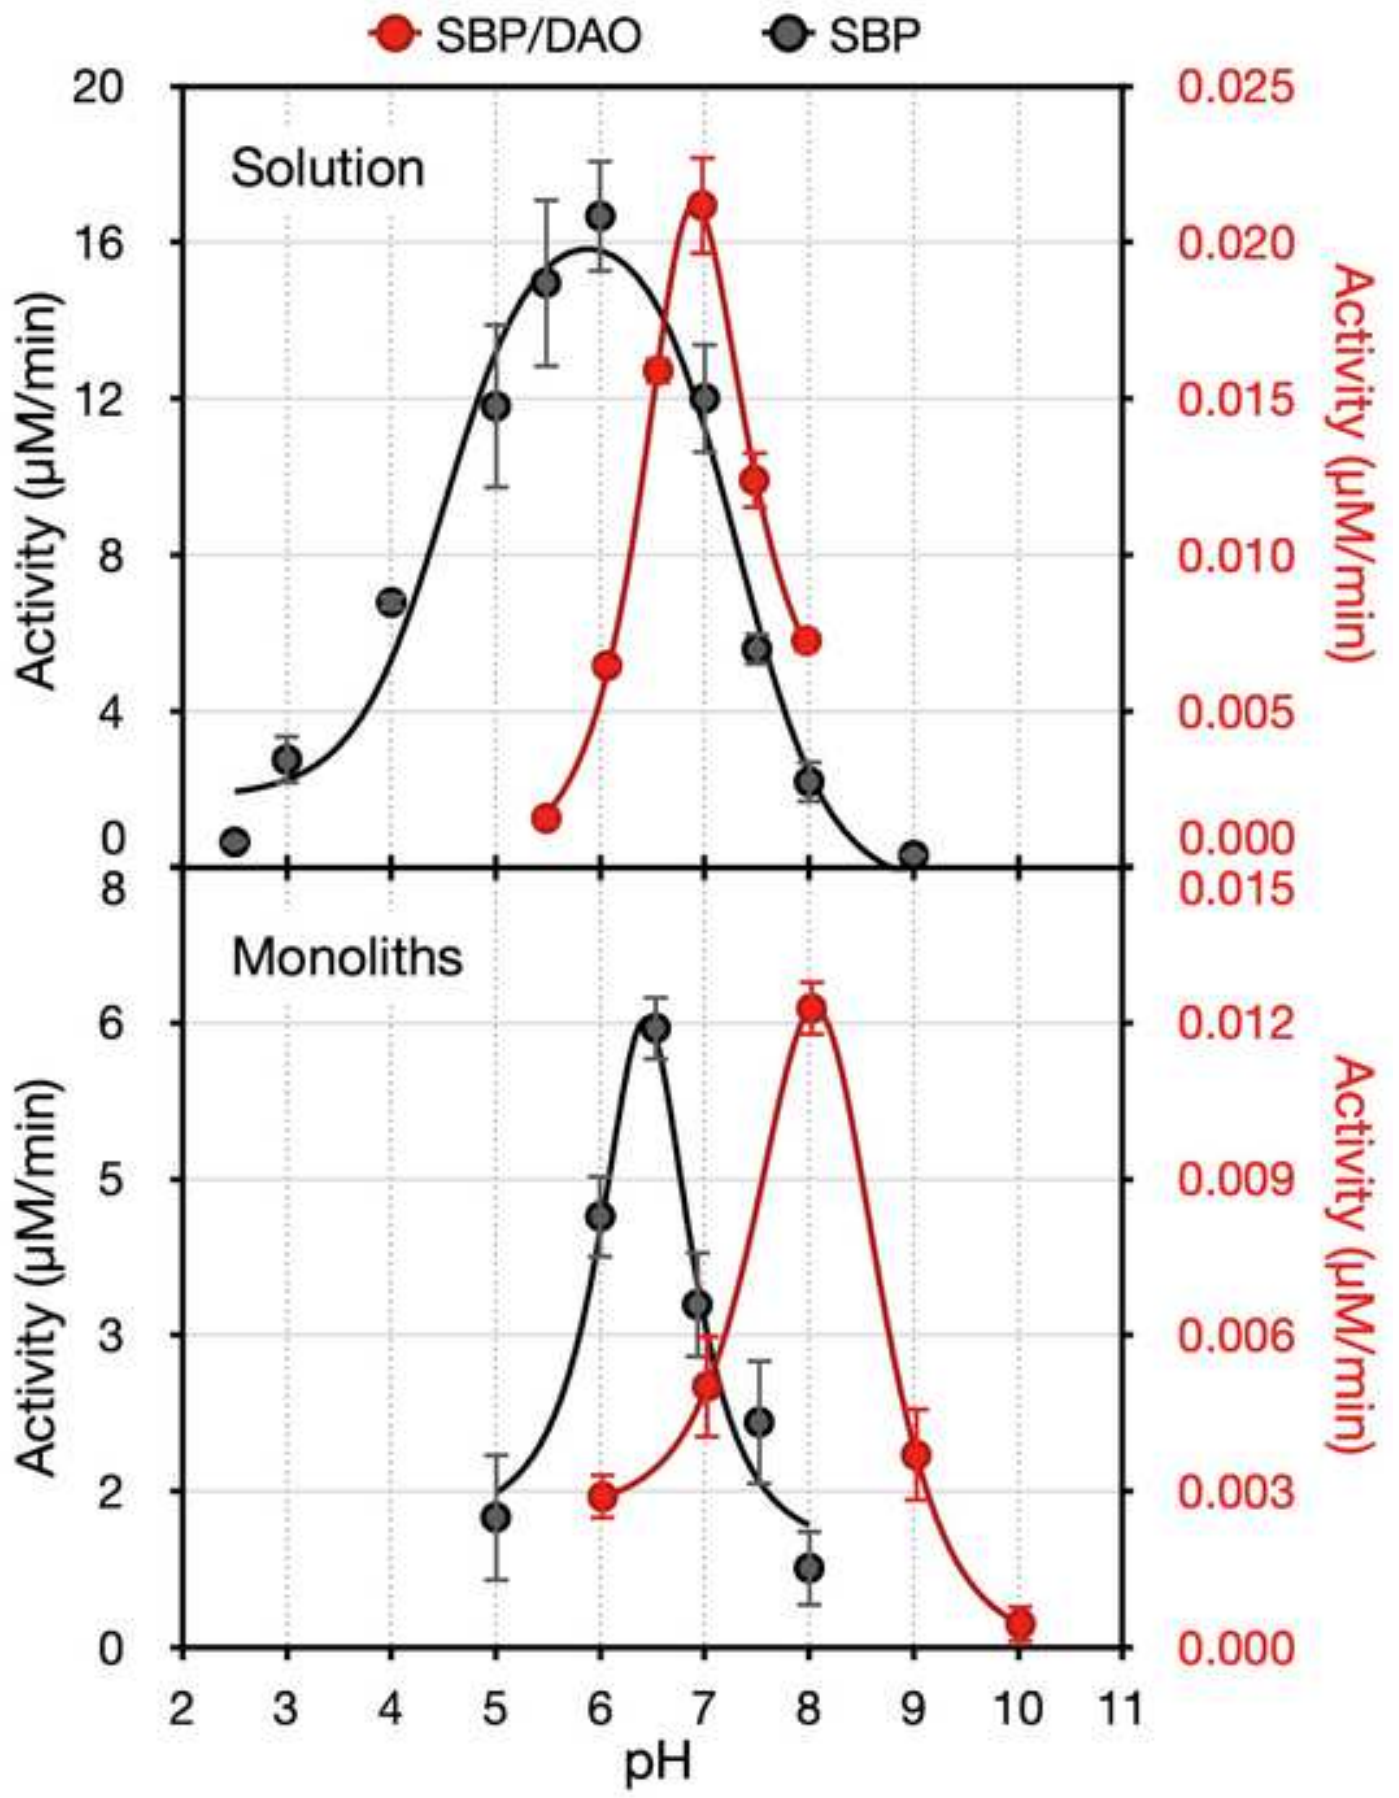 SBP/DAO SBP
20 0.025
Solution
16 0.020
12 0.015
8 0.010
4 0.005
0 0.000
Activity (µM/min)
Activity (µM/min)
8 0.015
Monoliths
6 0.012
5 0.009
3 0.006
2 0.003
0 0.000
Activity (µM/min)
Activity (µM/min)
2 3 4 5 6 7 8 9 10 11
pH